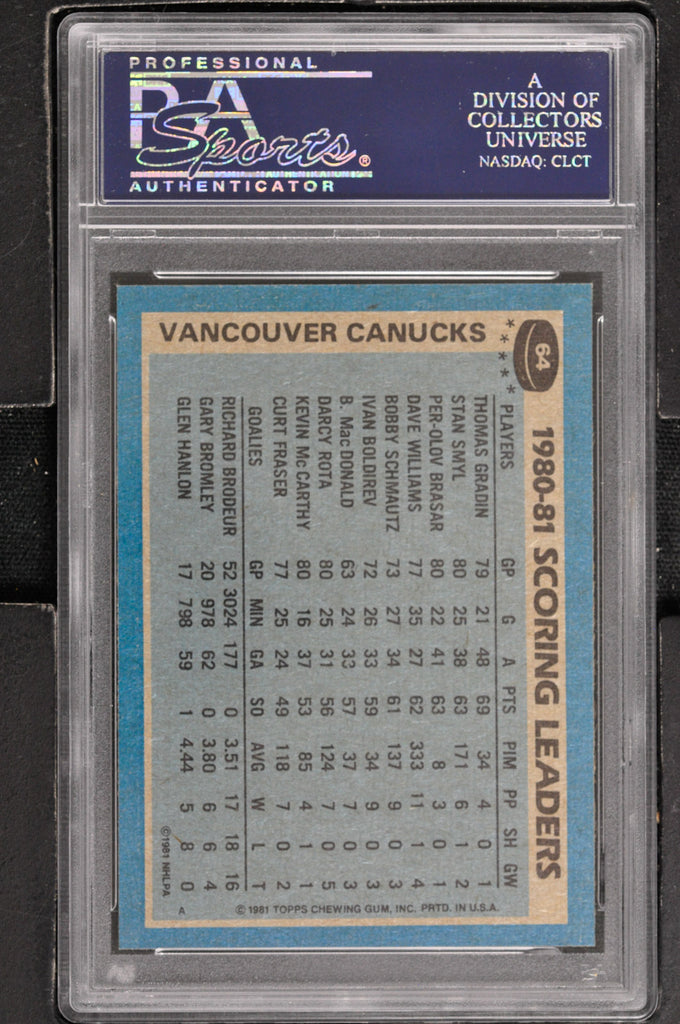 PROFESSIONAL
PSA
Sports®
AUTHENTICATOR
A
DIVISION OF
COLLECTORS
UNIVERSE
NASDAQ: CLCT
VANCOUVER CANUCKS
64
1980-81 SCORING LEADERS
PLAYERS GP G A PTS PIM PP SH GW
THOMAS GRADIN 79 21 48 69 34 4 0 1
STAN SMYL 80 25 38 63 171 6 1 2
PER-OLOV BRASAR 80 22 41 63 8 3 0 1
DAVE WILLIAMS 77 35 27 62 333 11 1 4
BOBBY SCHMAUTZ 73 27 34 61 137 9 0 3
IVAN BOLDIREV 72 26 33 59 34 9 0 3
B. Mac DONALD 63 24 33 57 37 7 0 3
DARCY ROTA 80 25 31 56 124 7 0 5
KEVIN Mc CARTHY 80 16 37 53 85 4 1 1
CURT FRASER 77 25 24 49 118 7 0 2
GOALIES GP MIN GA SO AVG W L T
RICHARD BRODEUR 52 3024 177 0 3.51 17 18 16
GARY BROMLEY 20 978 62 0 3.80 6 6 4
GLEN HANLON 17 798 59 1 4.44 5 8 0
©1981 NHLPA
© 1981 TOPPS CHEWING GUM, INC. PRTD. IN U.S.A.
A